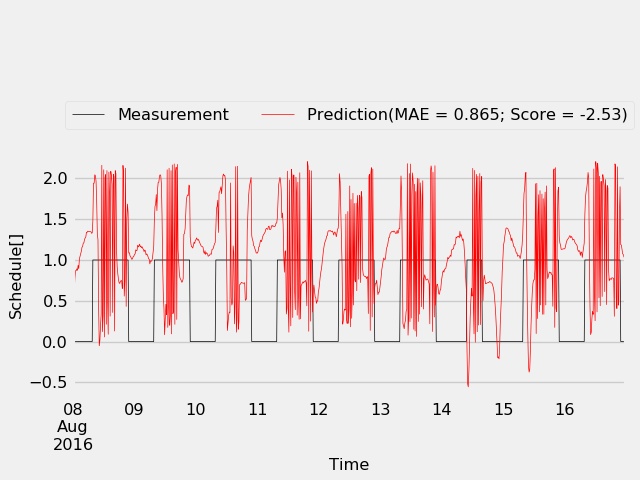 Measurement
Prediction(MAE = 0.865; Score = -2.53)
Schedule[]
2.0
1.5
1.0
0.5
0.0
−0.5
08 09 10 11 12 13 14 15 16
Aug
2016
Time